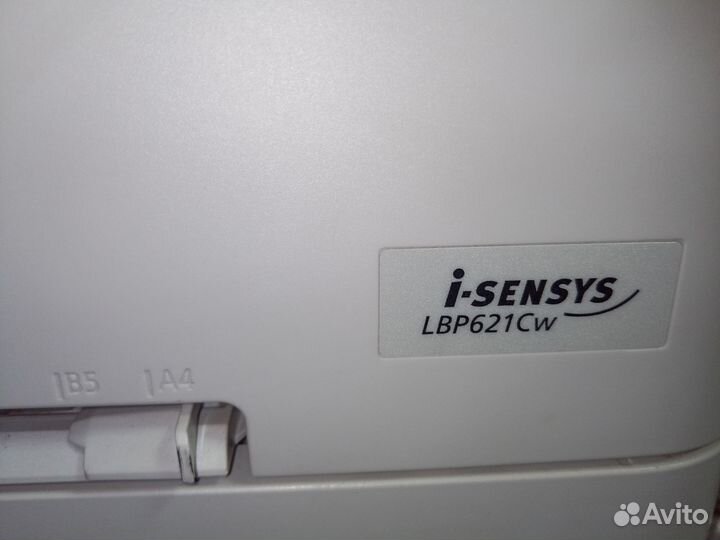 i-SENSYS
LBP621Cw
B5 A4
Avito